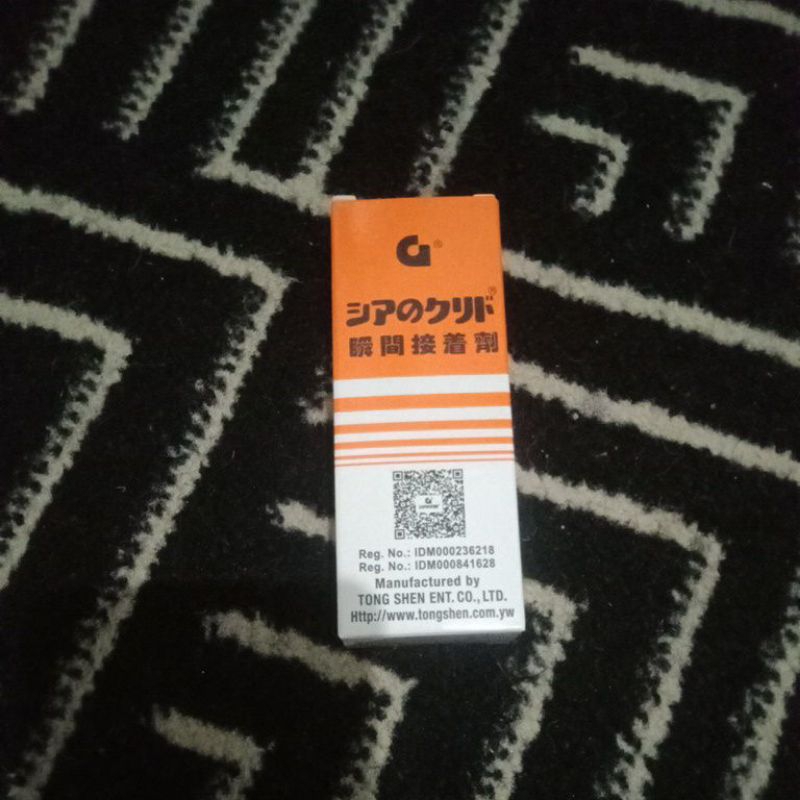 G®
シアのクリド®
瞬間接着劑
Reg. No.: IDM000236218
Reg. No.: IDM000841628
Manufactured by
TONG SHEN ENT. CO., LTD.
Http://www.tongshen.com.yw